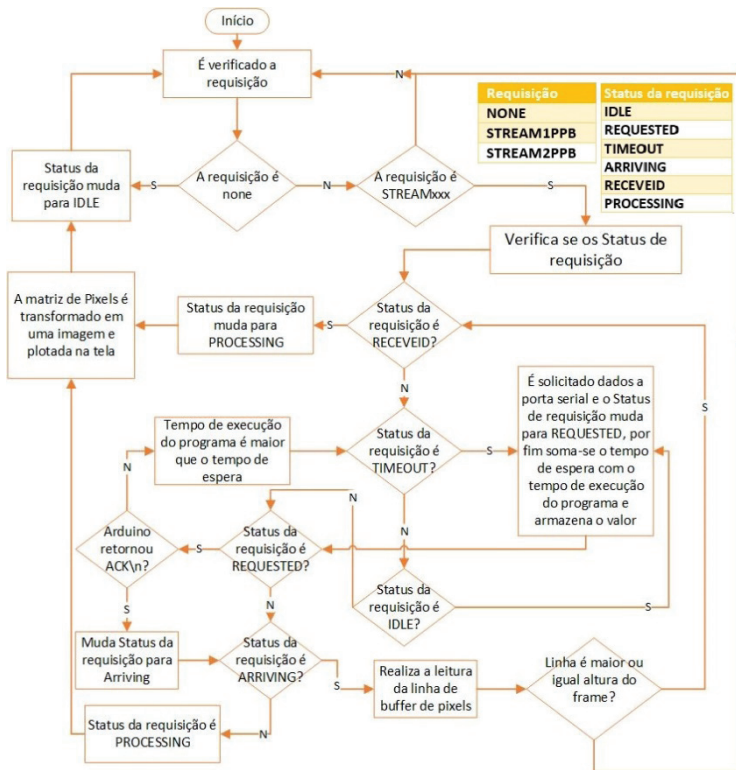 Início
É verificado a
requisição
N
Requisição
NONE
STREAM1PPB
STREAM2PPB
Status da requisição
IDLE
REQUESTED
TIMEOUT
ARRIVING
RECEVEID
PROCESSING
Status da
requisição muda
para IDLE
S
A requisição é
none
N
A requisição é
STREAMxxx
S
Verifica se os Status de
requisição
A matriz de Pixels é
transformado em
uma imagem e
plotada na tela
Status da requisição
muda para
PROCESSING
S
Status da
requisição é
RECEVEID?
N
S
Tempo de execução
do programa é maior
que o tempo de
espera
N
Status da
requisição é
TIMEOUT?
S
É solicitado dados a
porta serial e o Status
de requisição muda
para REQUESTED, por
fim soma-se o tempo
de espera com o
tempo de execução
do programa e
armazena o valor
N
N
Arduino
retornou
ACK\n?
S
Status da
requisição é
REQUESTED?
Status da
requisição é
IDLE?
S
S
N
Muda Status da
requisição para
Arriving
Status da
requisição é
ARRIVING?
S
Realiza a leitura
da linha de
buffer de pixels
Linha é maior ou
igual altura do
frame?
Status da requisição é
PROCESSING
N